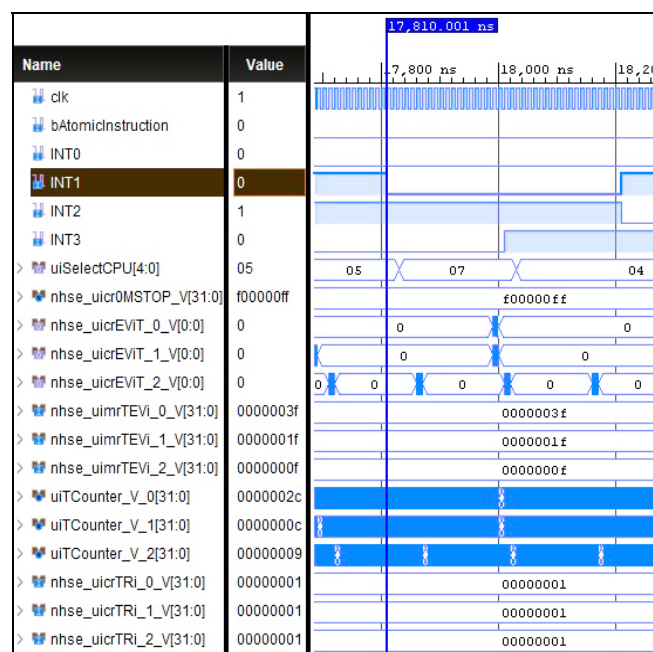 17,810.001 ns
Name Value
17,800 ns 18,000 ns 18,20
clk 1
bAtomicInstruction 0
INT0 0
INT1 0
INT2 1
INT3 0
uiSelectCPU[4:0] 05 05 07 04
nhse_uicr0MSTOP_V[31:0] f00000ff f00000ff
nhse_uicrEViT_0_V[0:0] 0 0 0
nhse_uicrEViT_1_V[0:0] 0 0 0
nhse_uicrEViT_2_V[0:0] 0 0 0 0 0 0
nhse_uimrTEVi_0_V[31:0] 0000003f 0000003f
nhse_uimrTEVi_1_V[31:0] 0000001f 0000001f
nhse_uimrTEVi_2_V[31:0] 0000000f 0000000f
uiTCounter_V_0[31:0] 0000002c
uiTCounter_V_1[31:0] 0000000c
uiTCounter_V_2[31:0] 00000009
nhse_uicrTRi_0_V[31:0] 00000001 00000001
nhse_uicrTRi_1_V[31:0] 00000001 00000001
nhse_uicrTRi_2_V[31:0] 00000001 00000001